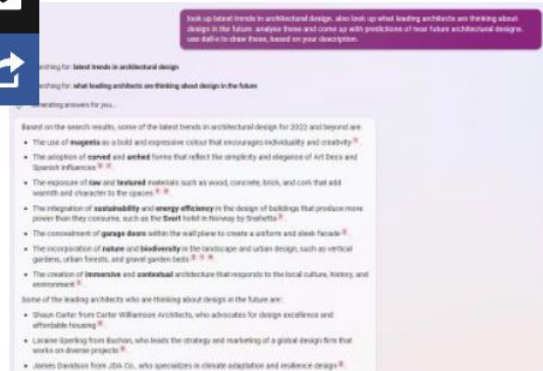 look up latest trends in architectural design. also look up what leading architects are thinking about
design in the future. analyse these and come up with predictions of near future architectural designs.
use dall-e to draw these, based on your description.
rching for: latest trends in architectural design
rching for: what leading architects are thinking about design in the future
Generating answers for you...
Based on the search results, some of the latest trends in architectural design for 2022 and beyond are:
• The use of magenta as a bold and expressive colour that encourages individuality and creativity
• The adoption of curved and arched forms that reflect the simplicity and elegance of Art Deco and
Spanish influences
• The exposure of raw and textured materials such as wood, concrete, brick, and cork that add
warmth and character to the spaces
• The integration of sustainability and energy efficiency in the design of buildings that produce more
power than they consume, such as the Svart hotel in Norway by Snøhetta
• The concealment of garage doors within the wall plane to create a uniform and sleek facade
• The incorporation of nature and biodiversity in the landscape and urban design, such as vertical
gardens, urban forests, and gravel garden beds
• The creation of immersive and contextual architecture that responds to the local culture, history, and
environment
Some of the leading architects who are thinking about design in the future are:
• Shaun Carter from Carter Williamson Architects, who advocates for design excellence and
affordable housing
• Laraine Sperling from Buchan, who leads the strategy and marketing of a global design firm that
works on diverse projects
• James Davidson from JDA Co., who specializes in climate adaptation and resilience design